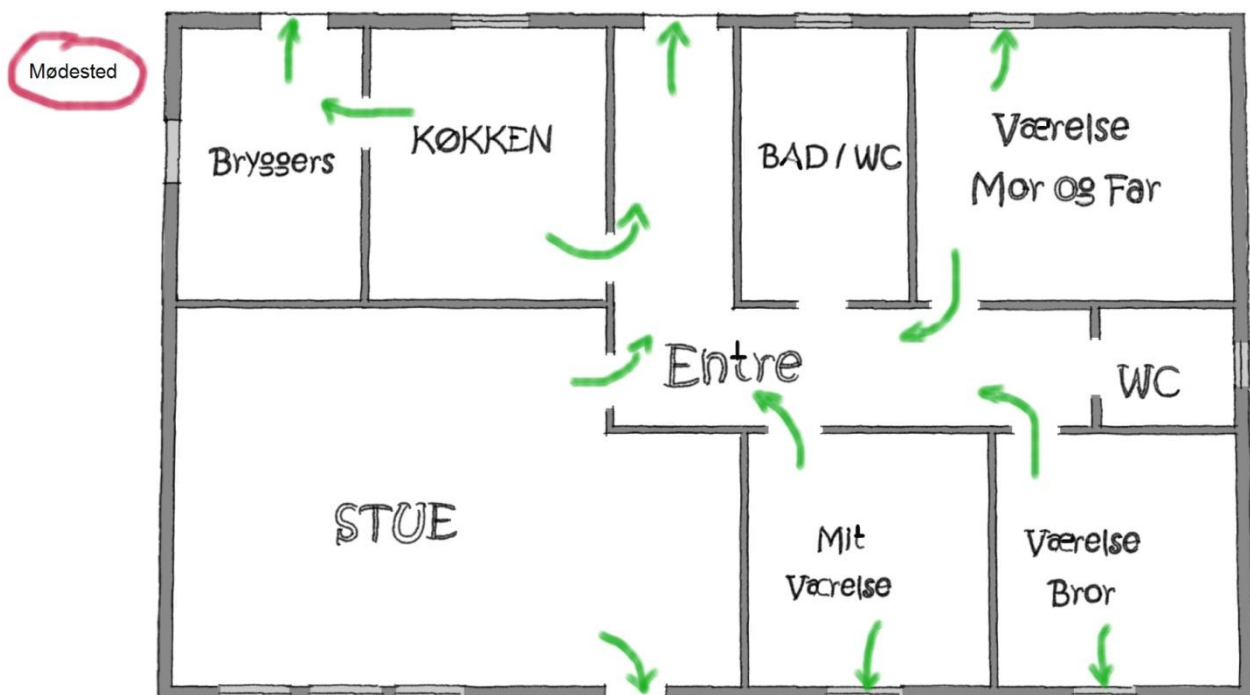 Mødested
Bryggers
KØKKEN
BAD / WC
Værelse
Mor og Far
Entre
WC
STUE
Mit
Værelse
Værelse
Bror